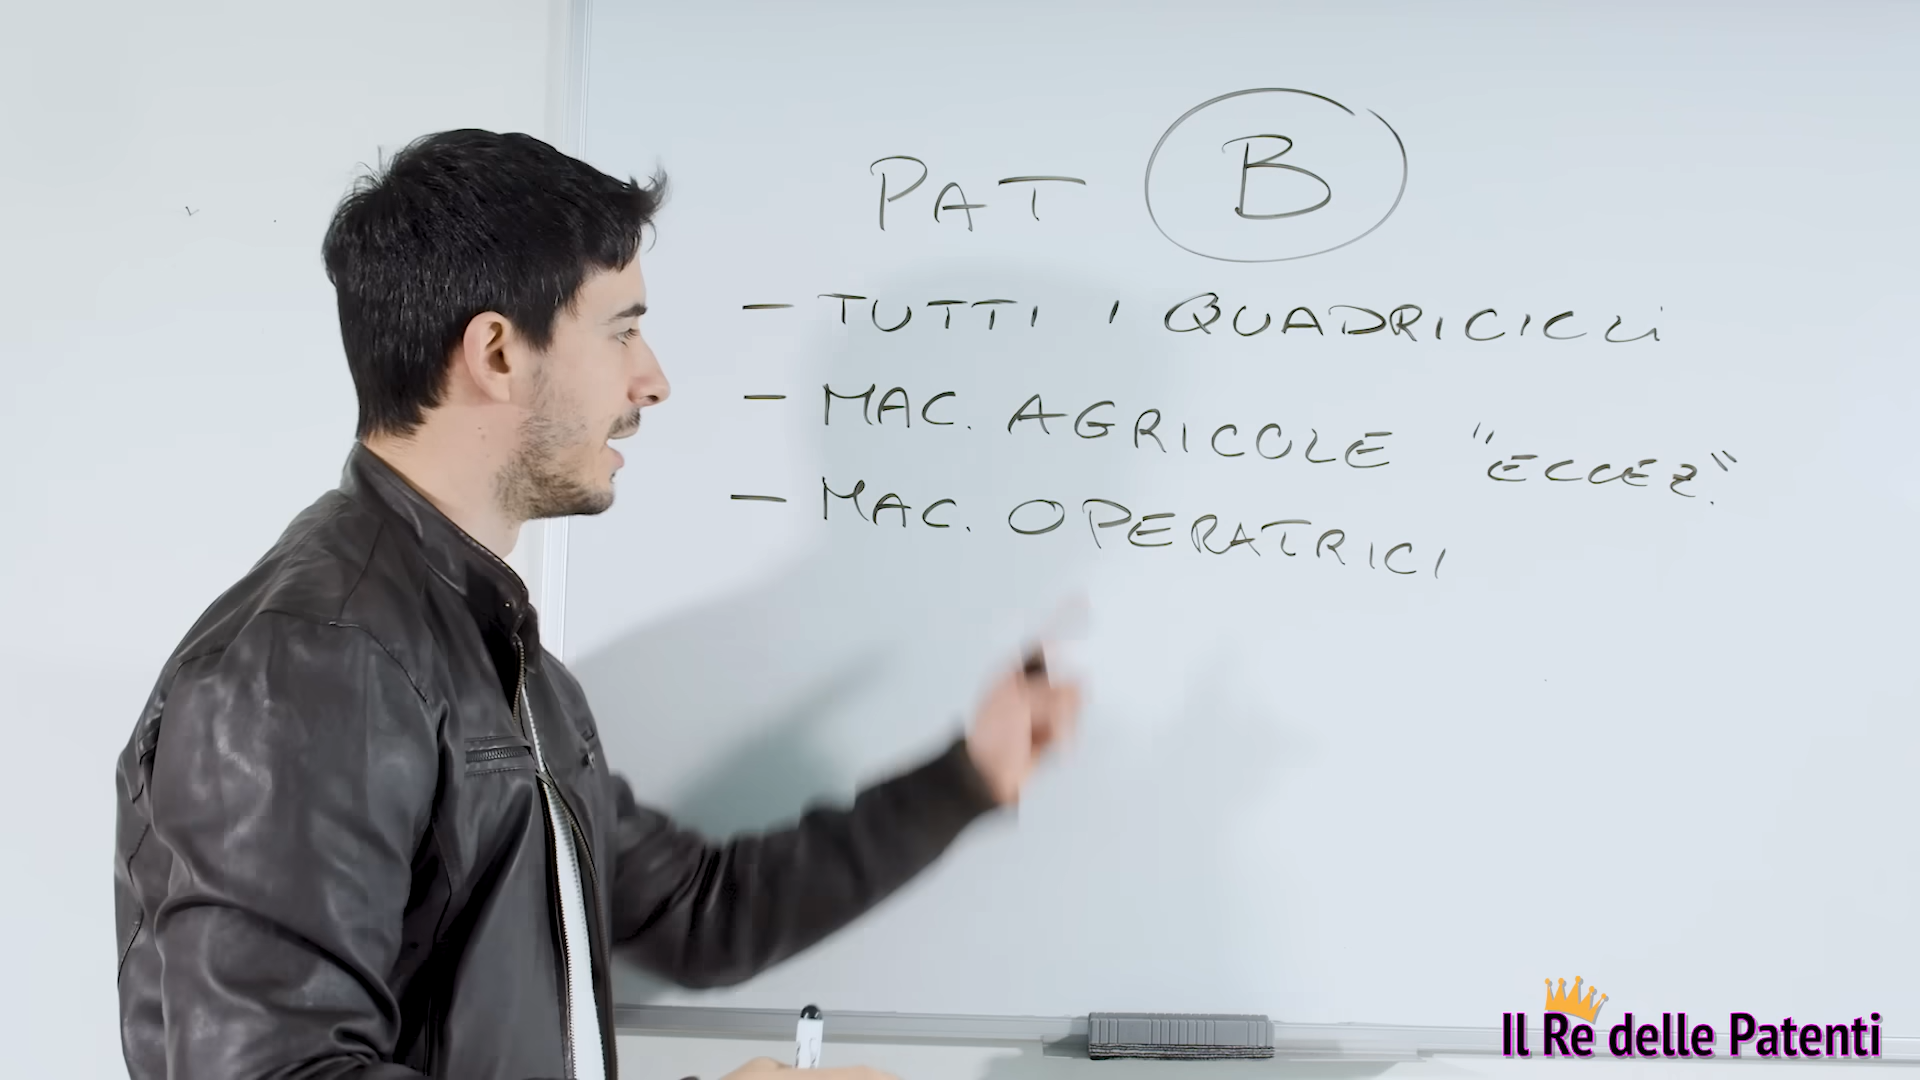 PAT B
- TUTTI I QUADRICICLI
- MAC. AGRICOLE "ECCEZ."
- MAC. OPERATRICI
Il Re delle Patenti